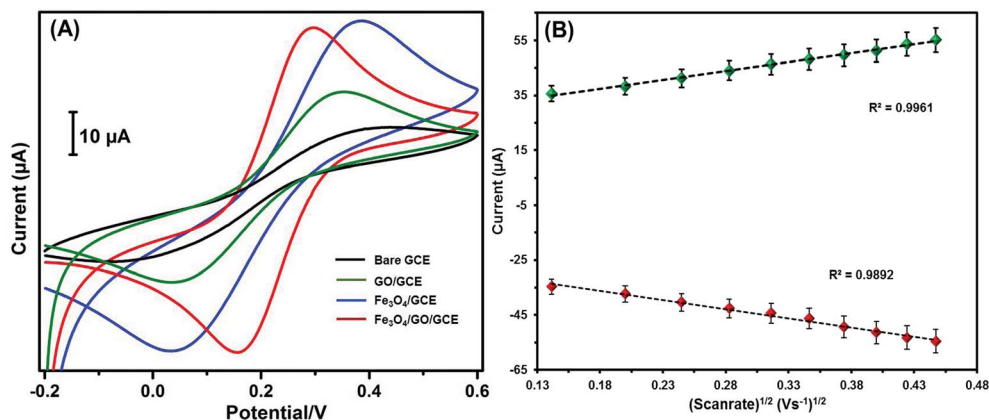 (A)
10 µA
Current (µA)
Bare GCE
GO/GCE
Fe₃O₄/GCE
Fe₃O₄/GO/GCE
-0.2 0.0 0.2 0.4 0.6
Potential/V
(B)
55
35
15
-5
-25
-45
-65
Current (µA)
R² = 0.9961
R² = 0.9892
0.13 0.18 0.23 0.28 0.33 0.38 0.43 0.48
(Scanrate)¹/² (Vs⁻¹)¹/²